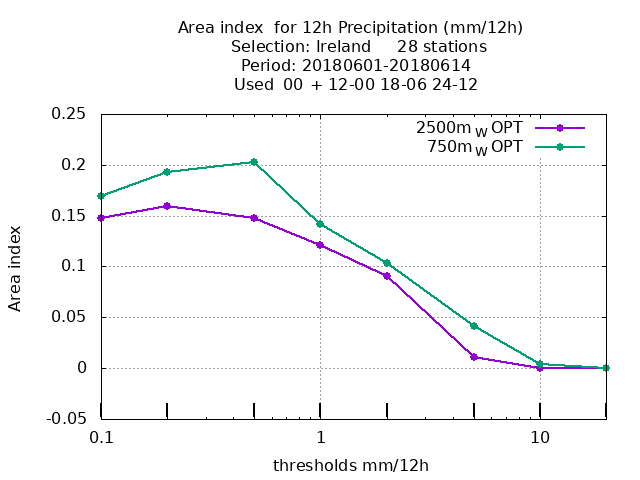 Area index  for 12h Precipitation (mm/12h)
Selection: Ireland     28 stations
Period: 20180601-20180614
Used  00  + 12-00 18-06 24-12
0.25
2500m_W OPT
750m_W OPT
0.2
0.15
0.1
0.05
0
-0.05
Area index
0.1 1 10
thresholds mm/12h